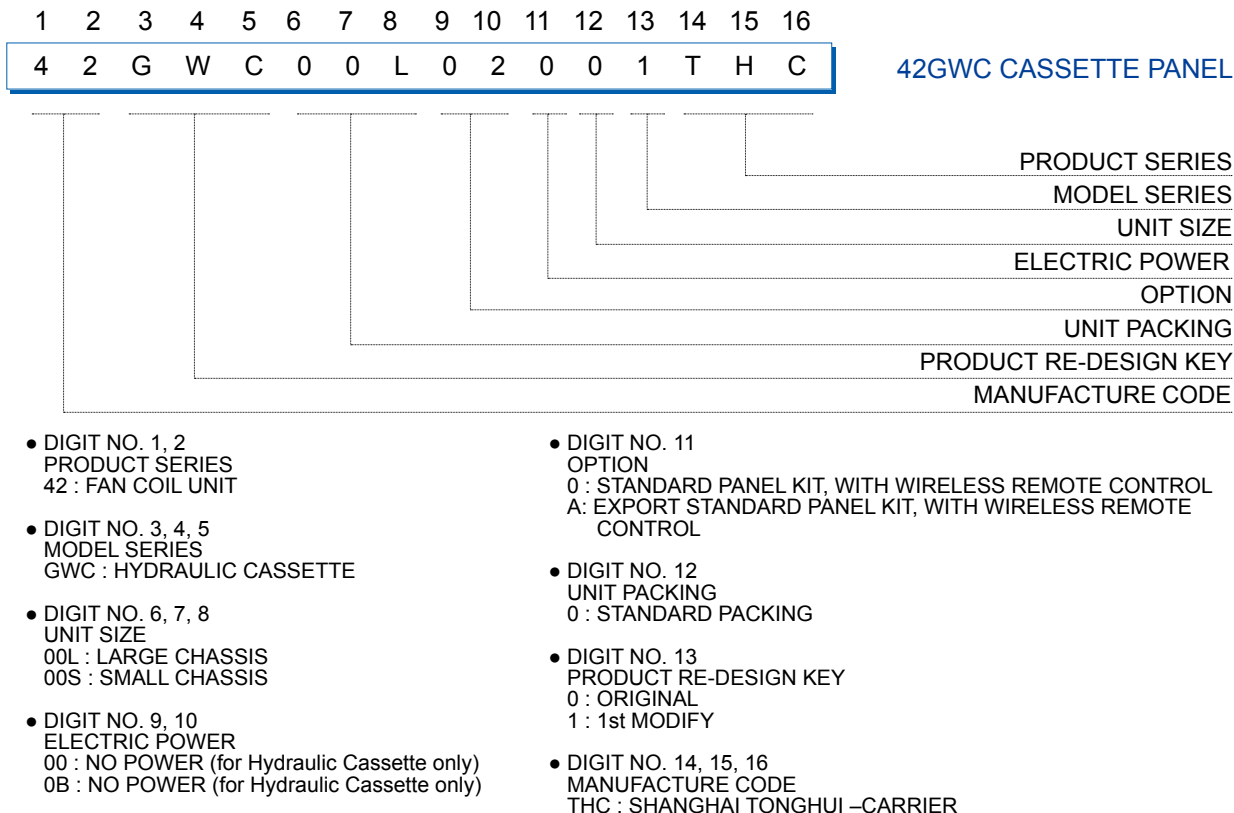 1 2 3 4 5 6 7 8 9 10 11 12 13 14 15 16
4 2 G W C 0 0 L 0 2 0 0 1 T H C
42GWC CASSETTE PANEL
PRODUCT SERIES
MODEL SERIES
UNIT SIZE
ELECTRIC POWER
OPTION
UNIT PACKING
PRODUCT RE-DESIGN KEY
MANUFACTURE CODE
● DIGIT NO. 1, 2
PRODUCT SERIES
42 : FAN COIL UNIT
● DIGIT NO. 3, 4, 5
MODEL SERIES
GWC : HYDRAULIC CASSETTE
● DIGIT NO. 6, 7, 8
UNIT SIZE
00L : LARGE CHASSIS
00S : SMALL CHASSIS
● DIGIT NO. 9, 10
ELECTRIC POWER
00 : NO POWER (for Hydraulic Cassette only)
0B : NO POWER (for Hydraulic Cassette only)
● DIGIT NO. 11
OPTION
0 : STANDARD PANEL KIT, WITH WIRELESS REMOTE CONTROL
A: EXPORT STANDARD PANEL KIT, WITH WIRELESS REMOTE
CONTROL
● DIGIT NO. 12
UNIT PACKING
0 : STANDARD PACKING
● DIGIT NO. 13
PRODUCT RE-DESIGN KEY
0 : ORIGINAL
1 : 1st MODIFY
● DIGIT NO. 14, 15, 16
MANUFACTURE CODE
THC : SHANGHAI TONGHUI –CARRIER